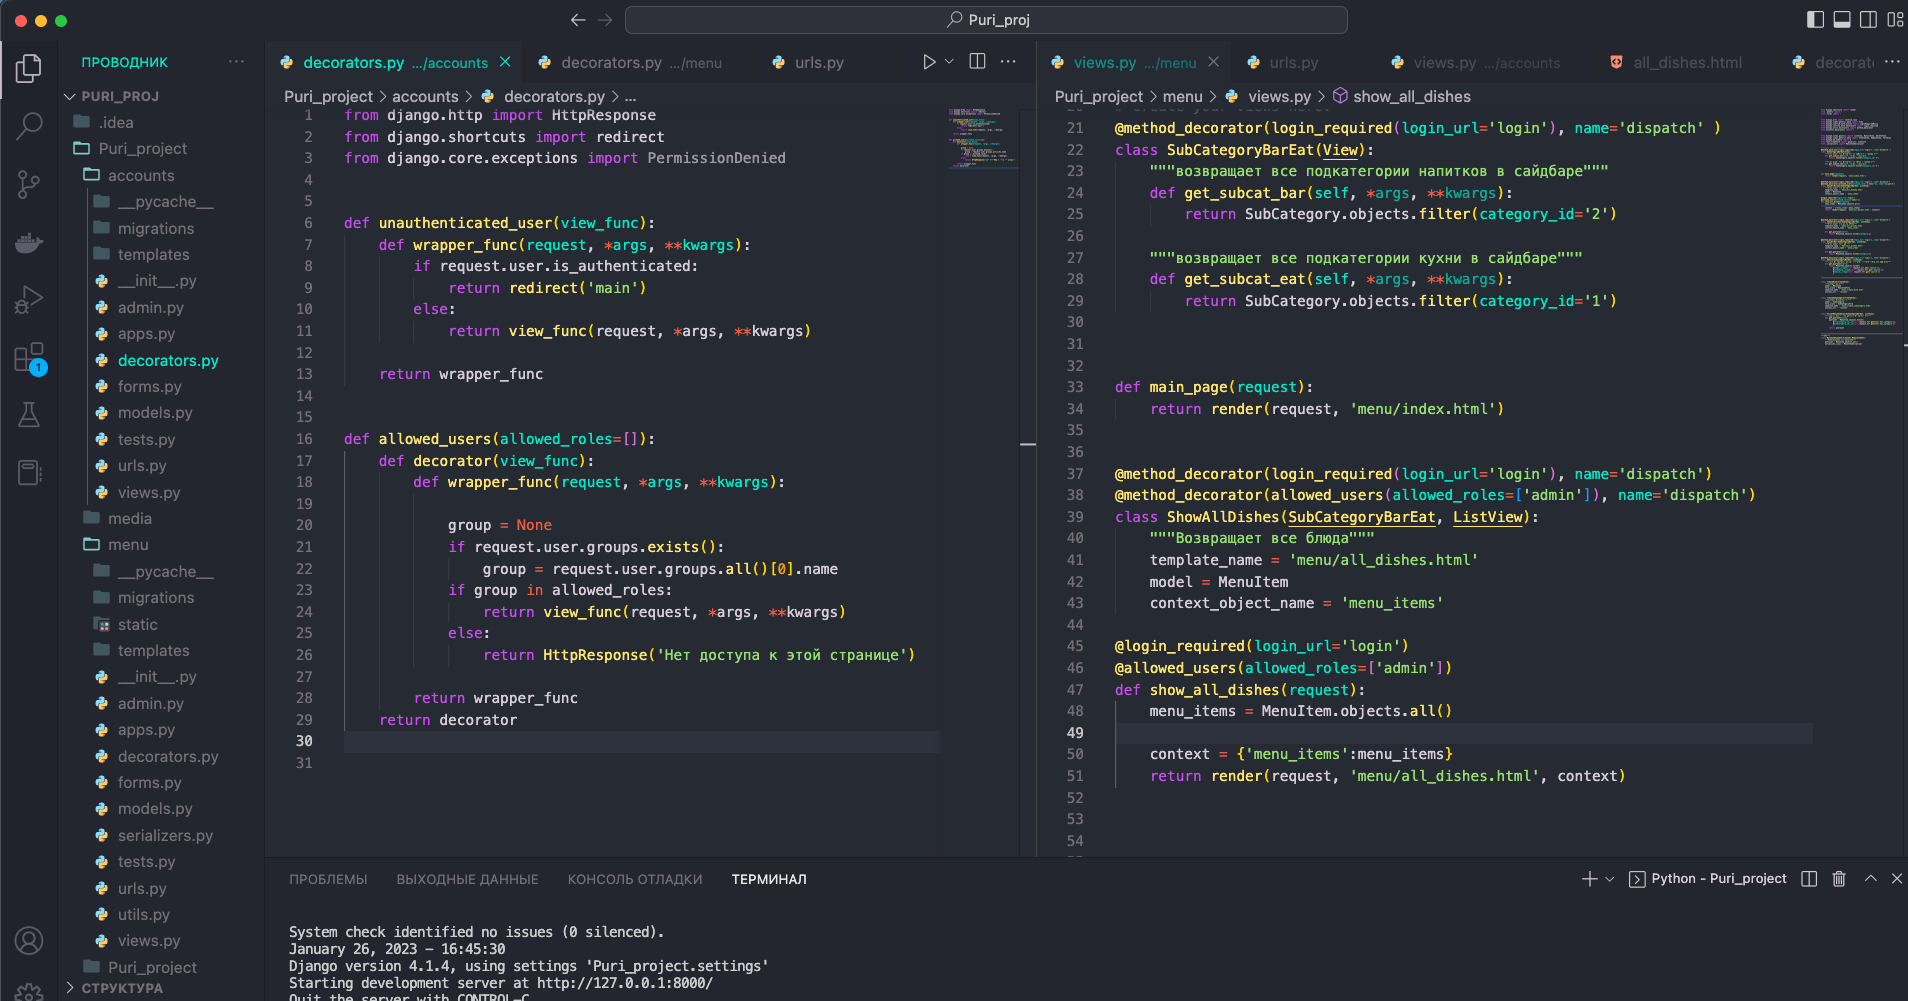 Puri_proj
ПРОВОДНИК
PURI_PROJ
.idea
Puri_project
accounts
__pycache__
migrations
templates
__init__.py
admin.py
apps.py
decorators.py
forms.py
models.py
tests.py
urls.py
views.py
media
menu
__pycache__
migrations
static
templates
__init__.py
admin.py
apps.py
decorators.py
forms.py
models.py
serializers.py
tests.py
urls.py
utils.py
views.py
Puri_project
СТРУКТУРА
1
decorators.py .../accounts
decorators.py .../menu
urls.py
Puri_project > accounts > decorators.py > ...
1 from django.http import HttpResponse
2 from django.shortcuts import redirect
3 from django.core.exceptions import PermissionDenied
4
5
6 def unauthenticated_user(view_func):
7     def wrapper_func(request, *args, **kwargs):
8         if request.user.is_authenticated:
9             return redirect('main')
10         else:
11             return view_func(request, *args, **kwargs)
12
13     return wrapper_func
14
15
16 def allowed_users(allowed_roles=[]):
17     def decorator(view_func):
18         def wrapper_func(request, *args, **kwargs):
19
20             group = None
21             if request.user.groups.exists():
22                 group = request.user.groups.all()[0].name
23             if group in allowed_roles:
24                 return view_func(request, *args, **kwargs)
25             else:
26                 return HttpResponse('Нет доступа к этой странице')
27
28         return wrapper_func
29     return decorator
30
31
views.py .../menu
urls.py
views.py .../accounts
all_dishes.html
decorat
Puri_project > menu > views.py > show_all_dishes
21 @method_decorator(login_required(login_url='login'), name='dispatch' )
22 class SubCategoryBarEat(View):
23     """возвращает все подкатегории напитков в сайдбаре"""
24     def get_subcat_bar(self, *args, **kwargs):
25         return SubCategory.objects.filter(category_id='2')
26
27     """возвращает все подкатегории кухни в сайдбаре"""
28     def get_subcat_eat(self, *args, **kwargs):
29         return SubCategory.objects.filter(category_id='1')
30
31
32
33 def main_page(request):
34     return render(request, 'menu/index.html')
35
36
37 @method_decorator(login_required(login_url='login'), name='dispatch')
38 @method_decorator(allowed_users(allowed_roles=['admin']), name='dispatch')
39 class ShowAllDishes(SubCategoryBarEat, ListView):
40     """Возвращает все блюда"""
41     template_name = 'menu/all_dishes.html'
42     model = MenuItem
43     context_object_name = 'menu_items'
44
45 @login_required(login_url='login')
46 @allowed_users(allowed_roles=['admin'])
47 def show_all_dishes(request):
48     menu_items = MenuItem.objects.all()
49
50     context = {'menu_items':menu_items}
51     return render(request, 'menu/all_dishes.html', context)
52
53
54
ПРОБЛЕМЫ ВЫХОДНЫЕ ДАННЫЕ КОНСОЛЬ ОТЛАДКИ ТЕРМИНАЛ
Python - Puri_project
System check identified no issues (0 silenced).
January 26, 2023 - 16:45:30
Django version 4.1.4, using settings 'Puri_project.settings'
Starting development server at http://127.0.0.1:8000/
Quit the server with CONTROL-C